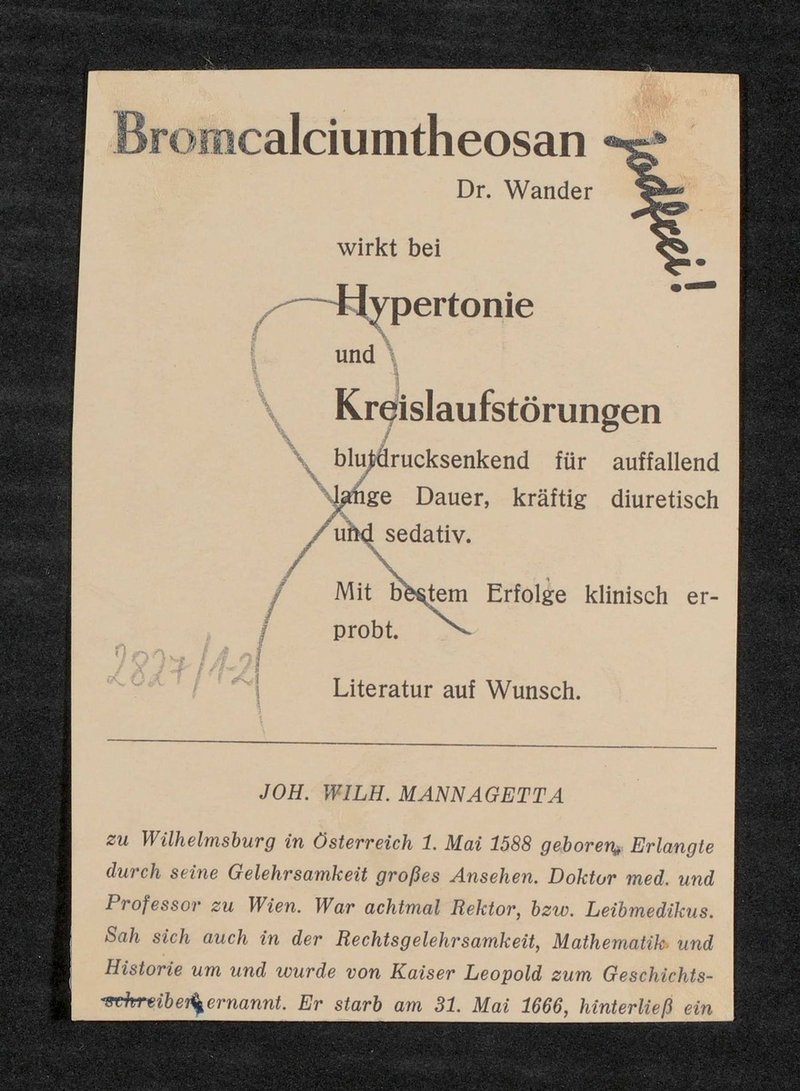 Bromcalciumtheosan
jodfrei!
Dr. Wander
wirkt bei
Hypertonie
und
Kreislaufstörungen
blutdrucksenkend für auffallend
lange Dauer, kräftig diuretisch
und sedativ.
Mit bestem Erfolge klinisch er-
probt.
2827/1-2
Literatur auf Wunsch.
JOH. WILH. MANNAGETTA
zu Wilhelmsburg in Österreich 1. Mai 1588 geboren, Erlangte
durch seine Gelehrsamkeit großes Ansehen. Doktor med. und
Professor zu Wien. War achtmal Rektor, bzw. Leibmedikus.
Sah sich auch in der Rechtsgelehrsamkeit, Mathematik und
Historie um und wurde von Kaiser Leopold zum Geschichts-
schreiber ernannt. Er starb am 31. Mai 1666, hinterließ ein